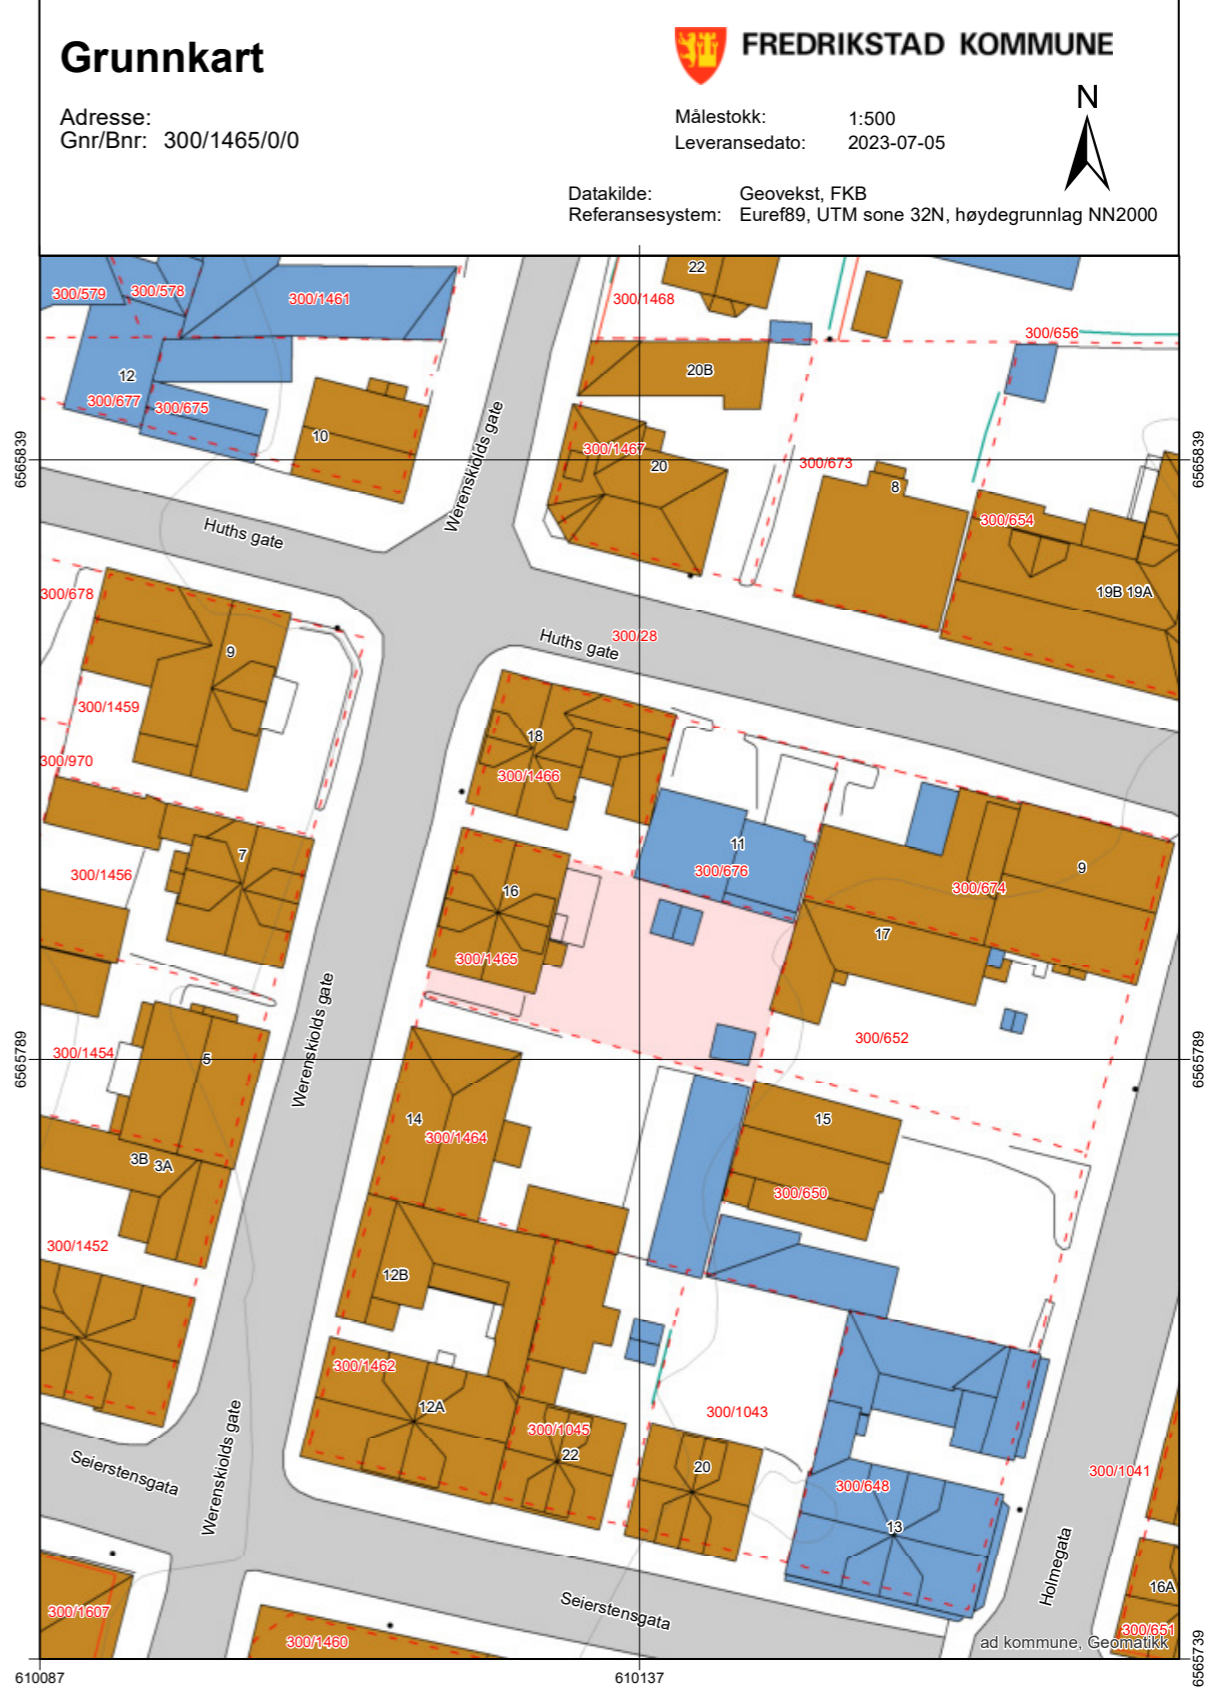 Grunnkart
FREDRIKSTAD KOMMUNE
Adresse:
Gnr/Bnr: 300/1465/0/0
Målestokk: 1:500
Leveransedato: 2023-07-05
N
Datakilde: Geovekst, FKB
Referansesystem: Euref89, UTM sone 32N, høydegrunnlag NN2000
22
300/579
300/578
300/1461
300/1468
300/656
20B
12
300/677
300/675
10
Werenskiolds gate
300/1467
20
300/673
8
6565839
6565839
300/654
Huths gate
19B 19A
300/678
Huths gate
300/28
9
300/1459
18
300/970
300/1466
7
11
300/676
300/1456
16
300/674
9
17
300/1465
Werenskiolds gate
300/652
300/1454
5
6565789
6565789
14
300/1464
15
3B 3A
300/650
300/1452
12B
300/1462
12A
300/1045
22
300/1043
20
Werenskiolds gate
Seierstensgata
300/648
300/1041
13
Holmegata
16A
300/1607
Seierstensgata
300/1460
300/651
ad kommune, Geomatikk
6565739
610087
610137